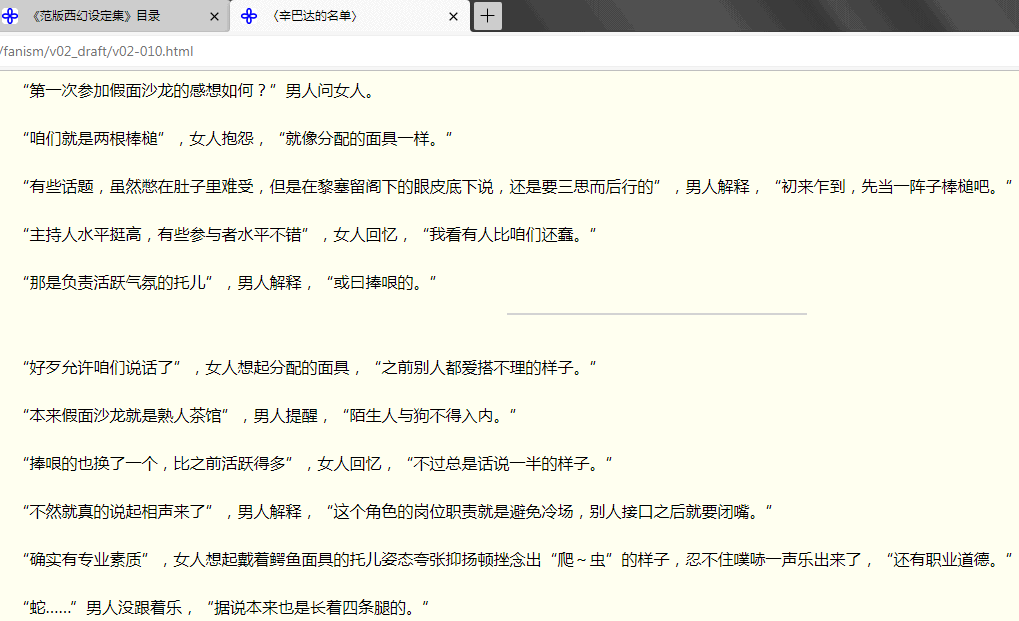 《范版西幻设定集》目录
〈辛巴达的名单〉
/fanism/v02_draft/v02-010.html
“第一次参加假面沙龙的感想如何？”男人问女人。
“咱们就是两根棒槌”，女人抱怨，“就像分配的面具一样。”
“有些话题，虽然憋在肚子里难受，但是在黎塞留阁下的眼皮底下说，还是要三思而后行的”，男人解释，“初来乍到，先当一阵子棒槌吧。”
“主持人水平挺高，有些参与者水平不错”，女人回忆，“我看有人比咱们还蠢。”
“那是负责活跃气氛的托儿”，男人解释，“或曰捧哏的。”
“好歹允许咱们说话了”，女人想起分配的面具，“之前别人都爱搭不理的样子。”
“本来假面沙龙就是熟人茶馆”，男人提醒，“陌生人与狗不得入内。”
“捧哏的也换了一个，比之前活跃得多”，女人回忆，“不过总是话说一半的样子。”
“不然就真的说起相声来了”，男人解释，“这个角色的岗位职责就是避免冷场，别人接口之后就要闭嘴。”
“确实有专业素质”，女人想起戴着鳄鱼面具的托儿姿态夸张抑扬顿挫念出“爬～虫”的样子，忍不住噗哧一声乐出来了，“还有职业道德。”
“蛇……”男人没跟着乐，“据说本来也是长着四条腿的。”